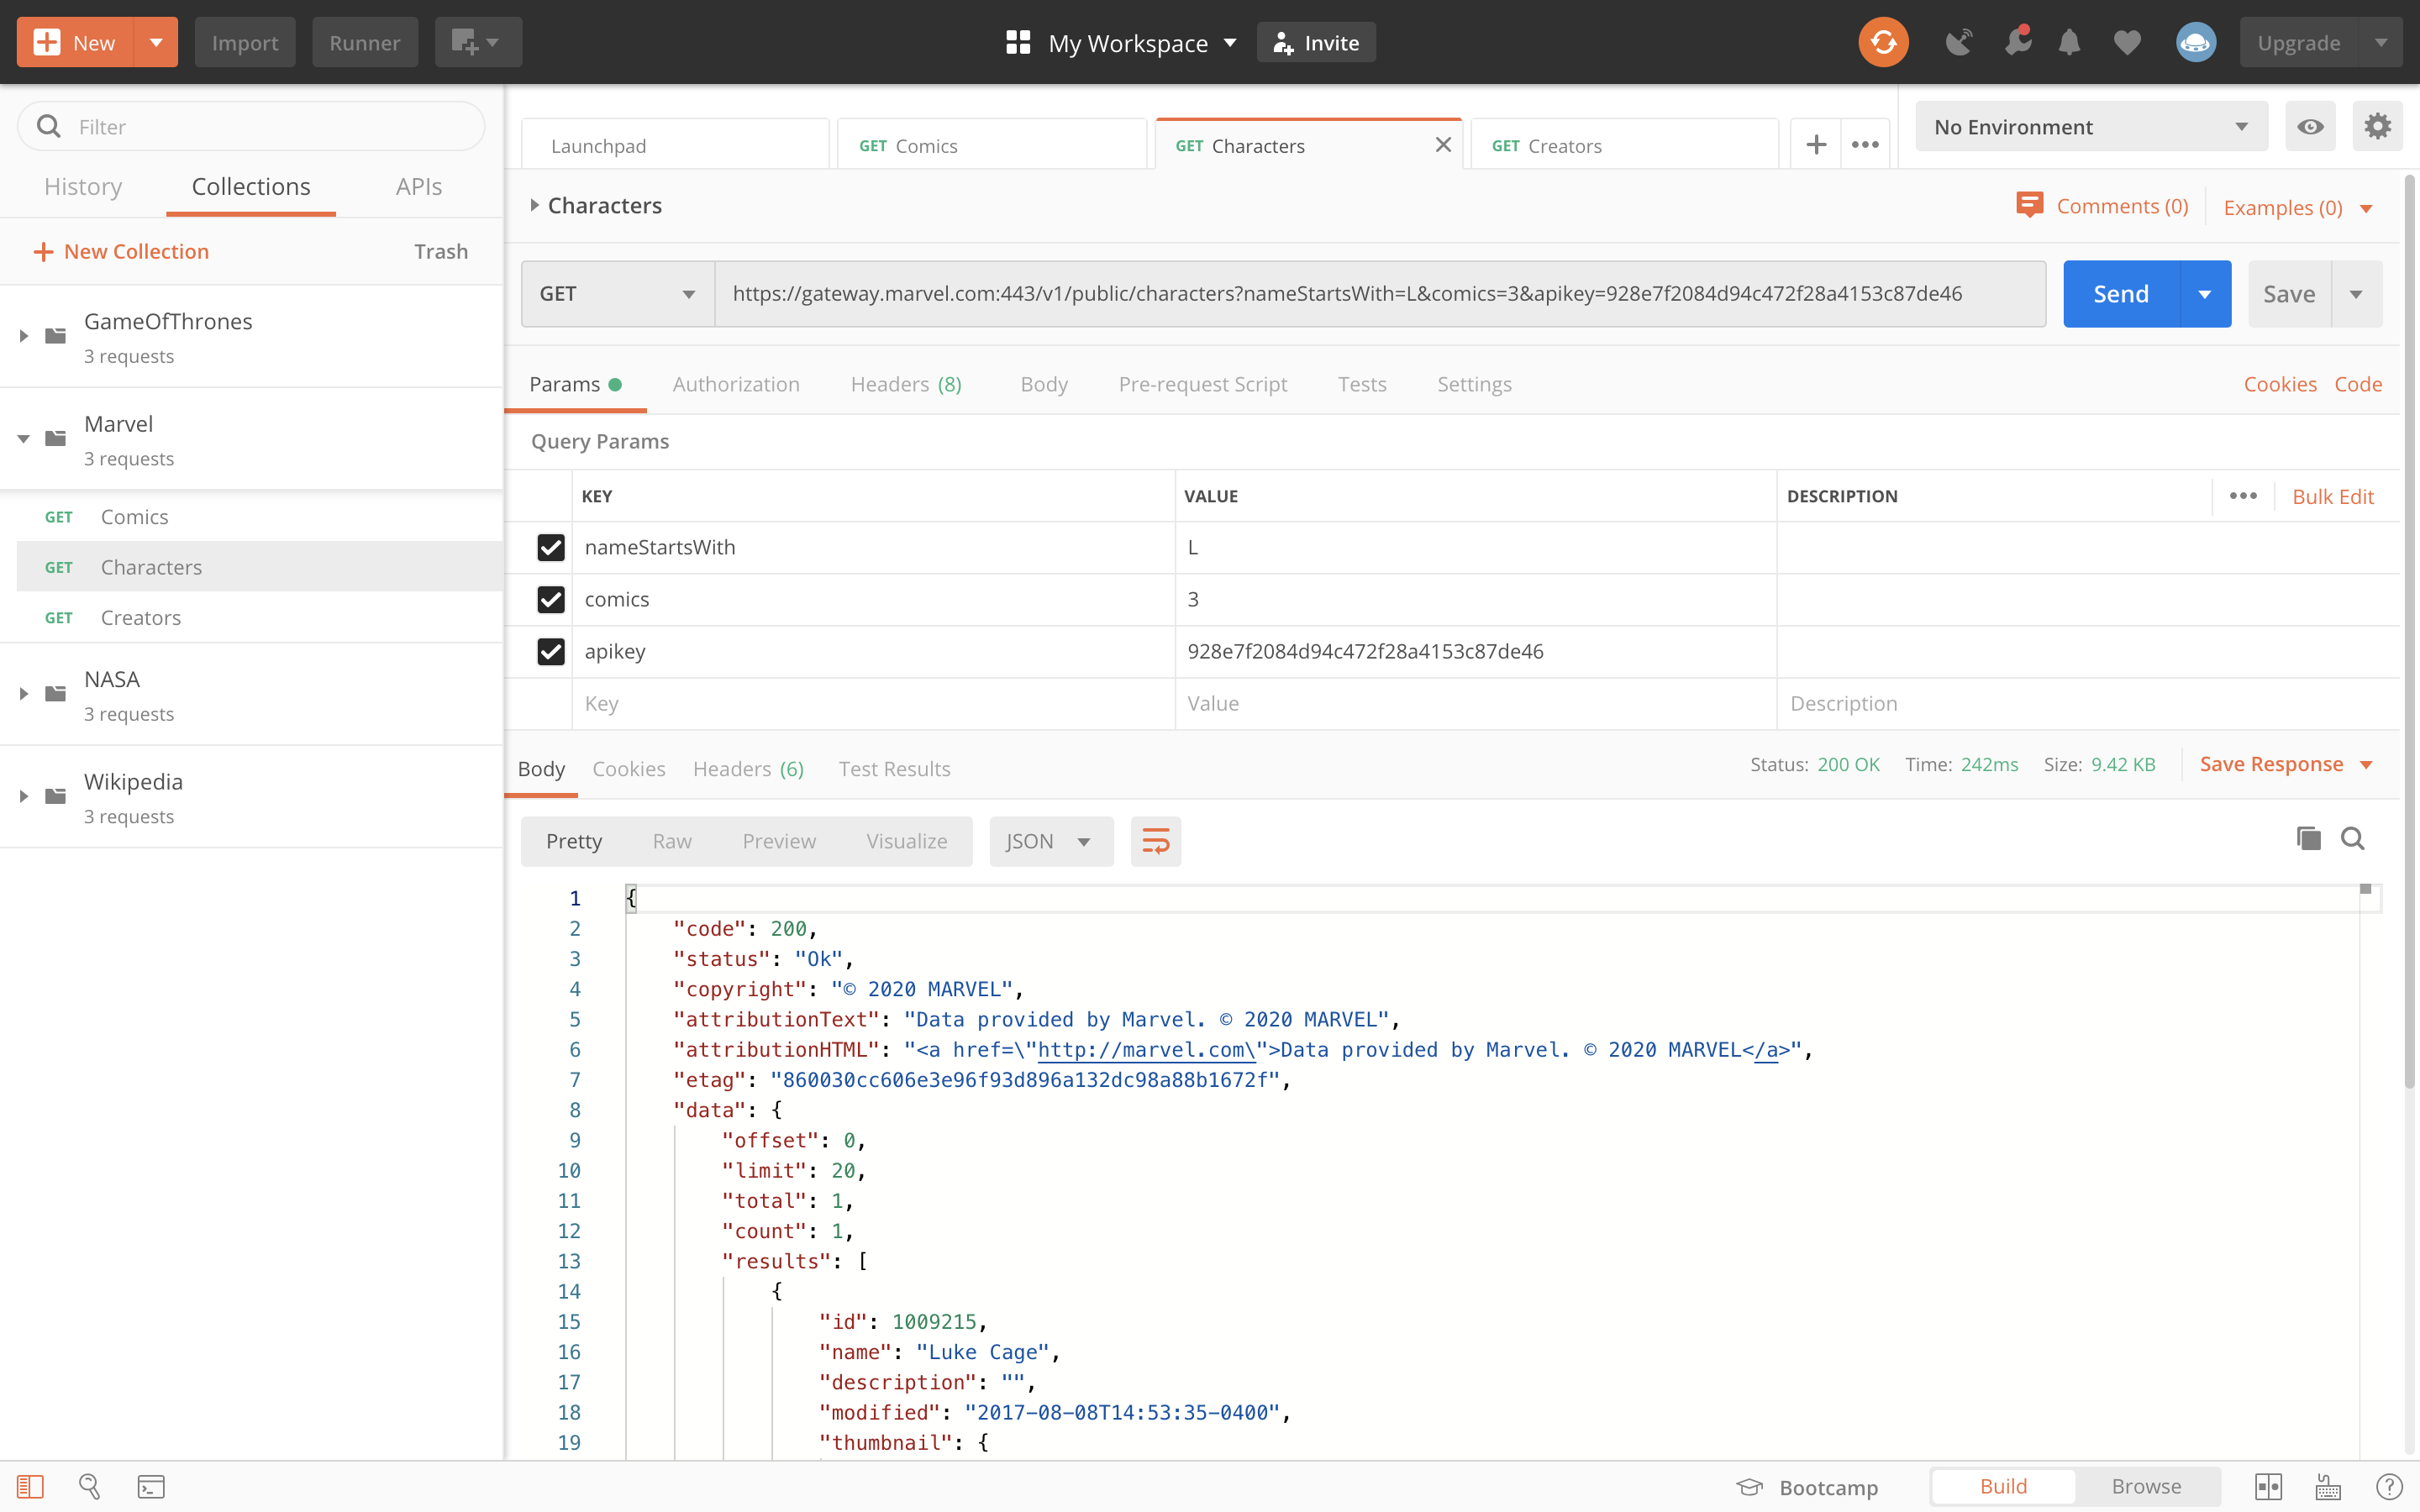 New
Import
Runner
My Workspace
Invite
Upgrade
Filter
History
Collections
APIs
New Collection
Trash
GameOfThrones
3 requests
Marvel
3 requests
GET Comics
GET Characters
GET Creators
NASA
3 requests
Wikipedia
3 requests
Launchpad
GET Comics
GET Characters
GET Creators
No Environment
Characters
Comments (0)
Examples (0)
GET
https://gateway.marvel.com:443/v1/public/characters?nameStartsWith=L&comics=3&apikey=928e7f2084d94c472f28a4153c87de46
Send
Save
Params
Authorization
Headers (8)
Body
Pre-request Script
Tests
Settings
Cookies
Code
Query Params
KEY
VALUE
DESCRIPTION
Bulk Edit
nameStartsWith
L
comics
3
apikey
928e7f2084d94c472f28a4153c87de46
Key
Value
Description
Body
Cookies
Headers (6)
Test Results
Status: 200 OK
Time: 242ms
Size: 9.42 KB
Save Response
Pretty
Raw
Preview
Visualize
JSON
1 {
2 "code": 200,
3 "status": "Ok",
4 "copyright": "© 2020 MARVEL",
5 "attributionText": "Data provided by Marvel. © 2020 MARVEL",
6 "attributionHTML": "<a href=\"http://marvel.com\">Data provided by Marvel. © 2020 MARVEL</a>",
7 "etag": "860030cc606e3e96f93d896a132dc98a88b1672f",
8 "data": {
9 "offset": 0,
10 "limit": 20,
11 "total": 1,
12 "count": 1,
13 "results": [
14 {
15 "id": 1009215,
16 "name": "Luke Cage",
17 "description": "",
18 "modified": "2017-08-08T14:53:35-0400",
19 "thumbnail": {
Bootcamp
Build
Browse